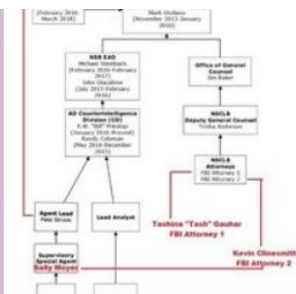 (February 2016-
March 2018)
Mark Giuliano
(November 2013-January
2016)
NSB EAD
Michael Steinbach
(February 2016-February
2017)
John Giacalone
(July 2015-February
2016)
Office of General
Counsel
Jim Baker
NSCLB
Deputy General Counsel
Trisha Anderson
AD Counterintelligence
Division (CD)
E.W. "Bill" Priestap
(January 2016-Present)
Randy Coleman
(May 2014-December
2015)
NSCLB
Attorneys
FBI Attorney 1
FBI Attorney 2
Agent Lead
Pete Strzok
Lead Analyst
Tashina "Tash" Gauhar
FBI Attorney 1
Supervisory
Special Agent
Sally Moyer
Kevin Clinesmith
FBI Attorney 2